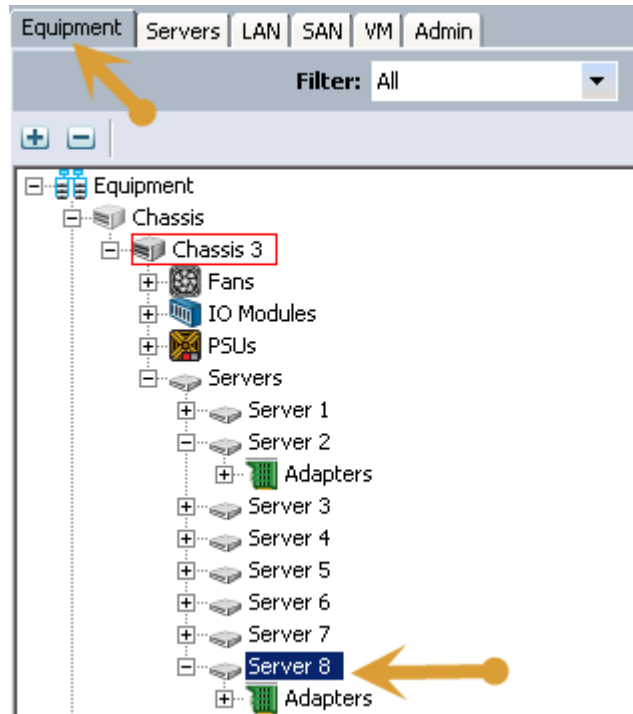 Equipment Servers LAN SAN VM Admin
Filter: All
Equipment
Chassis
Chassis 3
Fans
IO Modules
PSUs
Servers
Server 1
Server 2
Adapters
Server 3
Server 4
Server 5
Server 6
Server 7
Server 8
Adapters